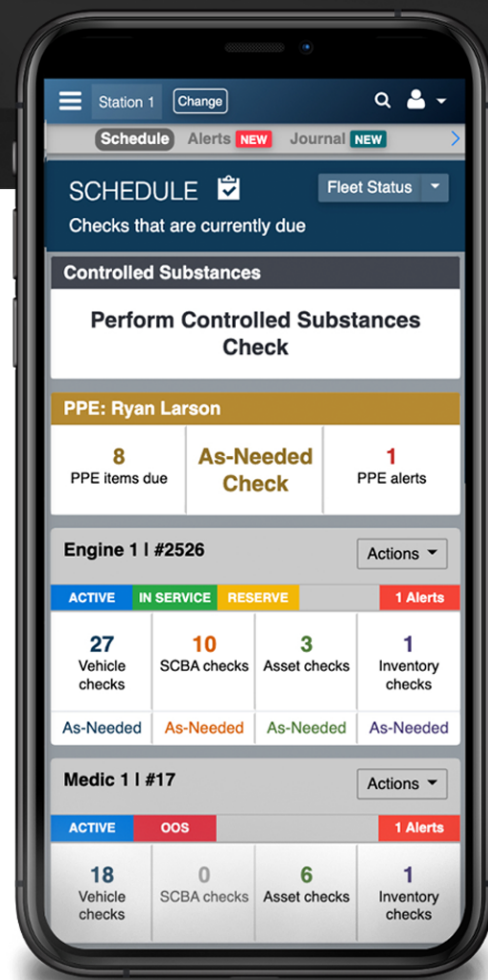 Station 1 Change
Schedule Alerts NEW Journal NEW
SCHEDULE Fleet Status
Checks that are currently due
Controlled Substances
Perform Controlled Substances
Check
PPE: Ryan Larson
8 As-Needed 1
PPE items due Check PPE alerts
Engine 1 | #2526 Actions
ACTIVE IN SERVICE RESERVE 1 Alerts
27 10 3 1
Vehicle SCBA checks Asset checks Inventory
checks checks
As-Needed As-Needed As-Needed As-Needed
Medic 1 | #17 Actions
ACTIVE OOS 1 Alerts
18 0 6 1
Vehicle SCBA checks Asset checks Inventory
checks checks